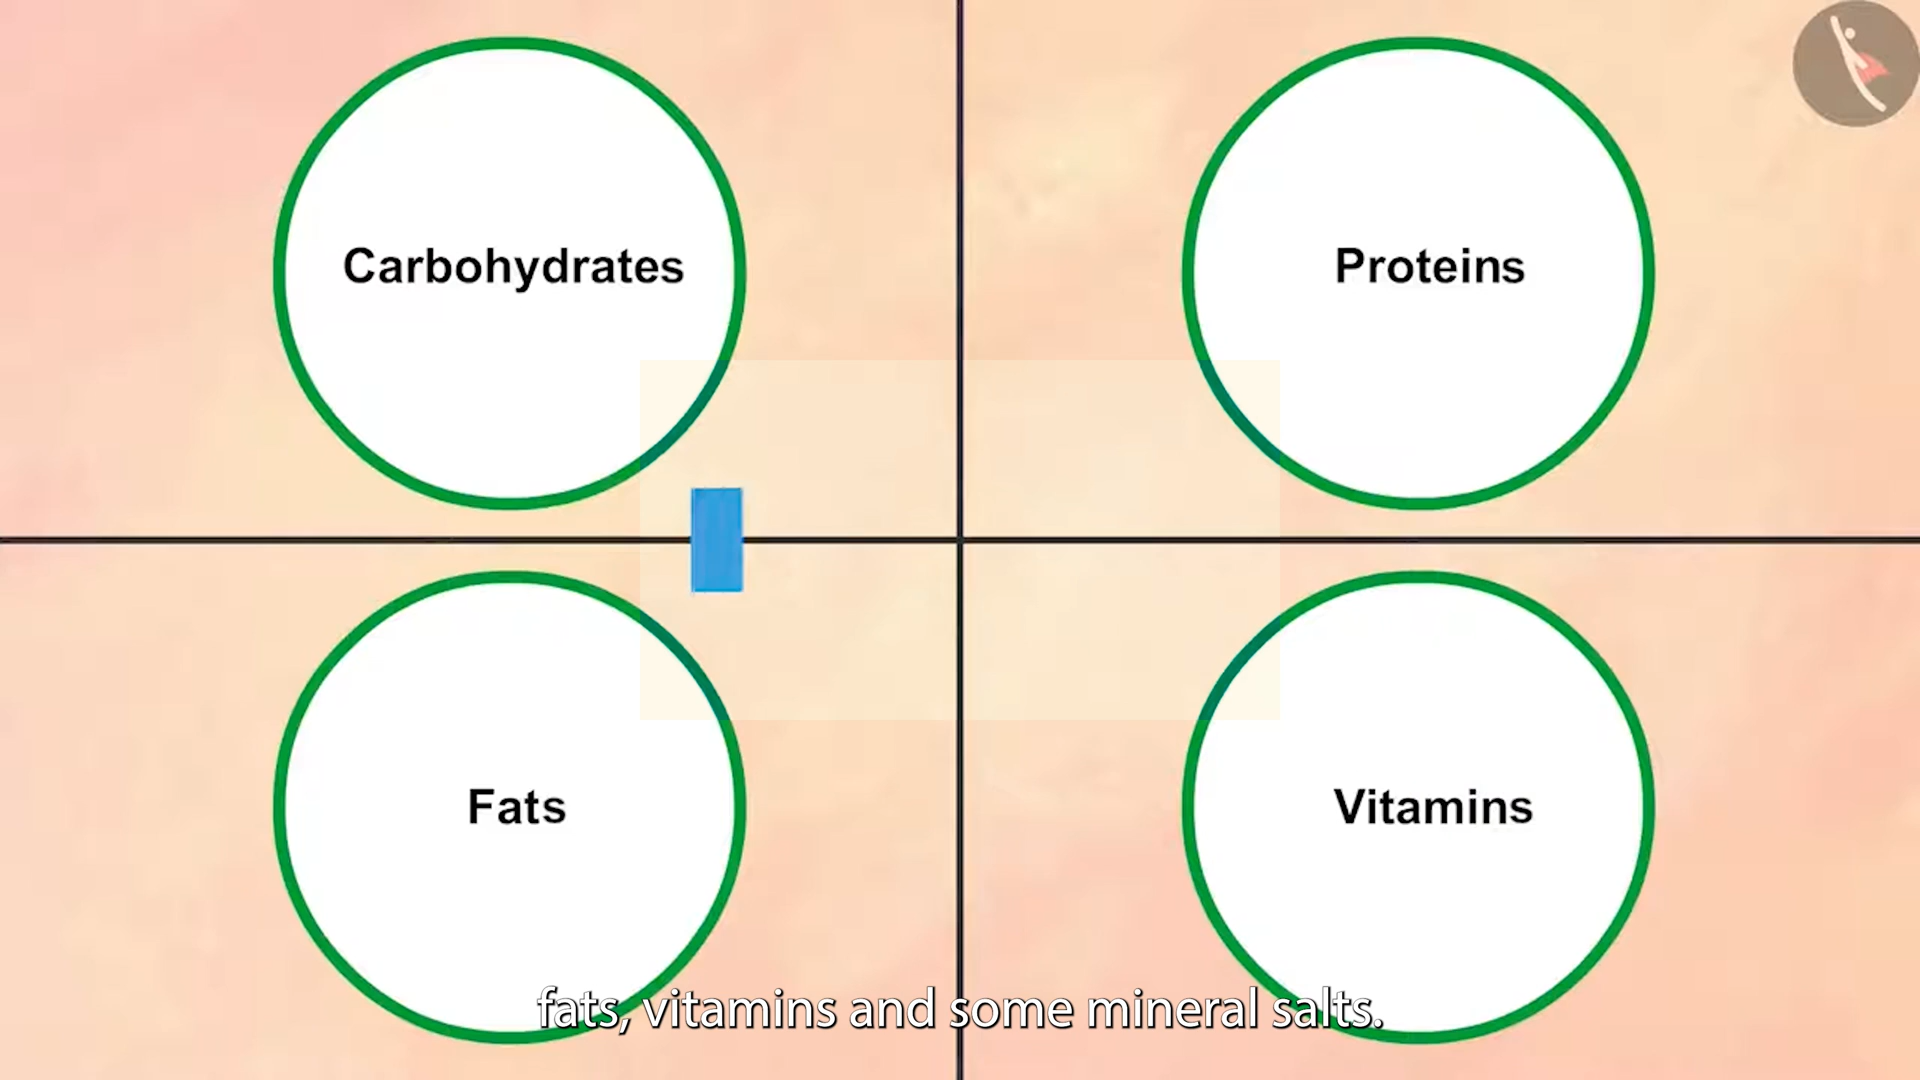 Carbohydrates
Proteins
Fats
Vitamins
fats, vitamins and some mineral salts.